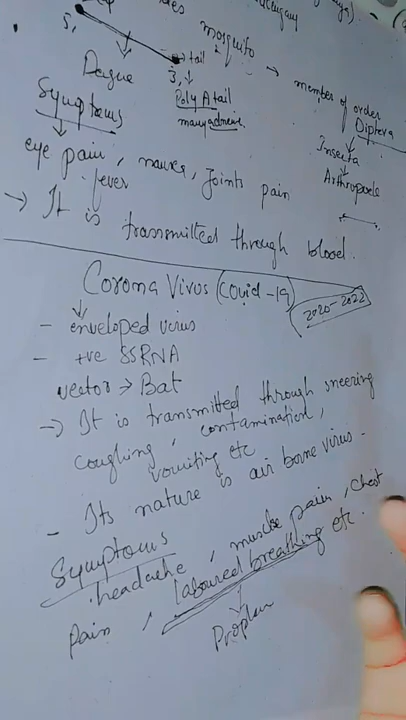 5,
mosquito
tail
3,
Poly A tail
many adenine
→ member of order
Diptera
Insecta
Arthropoda
Dague
Symptoms
eye pain, nausea, Joints pain
fever
→ It is transmitted through blood.
Corona Virus (Covid-19)
2020-2022
- enveloped virus
- +ve SSRNA
vector → Bat
→ It is transmitted through sneering
coughing, contamination,
vomiting etc
- Its nature is air borne virus.
Symptoms
headache, muscle pain, chest
pain, laboured breathing etc.